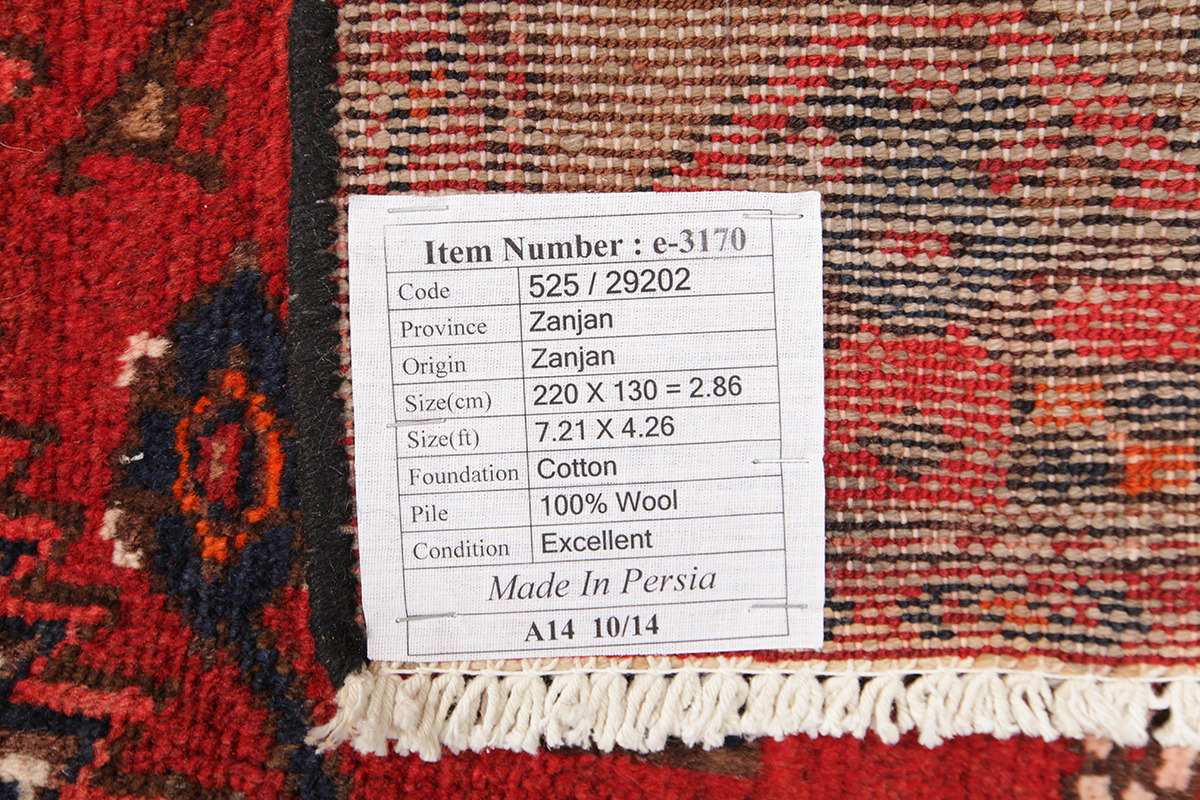 Item Number : e-3170
Code 525 / 29202
Province Zanjan
Origin Zanjan
Size(cm) 220 X 130 = 2.86
Size(ft) 7.21 X 4.26
Foundation Cotton
Pile 100% Wool
Condition Excellent
Made In Persia
A14 10/14